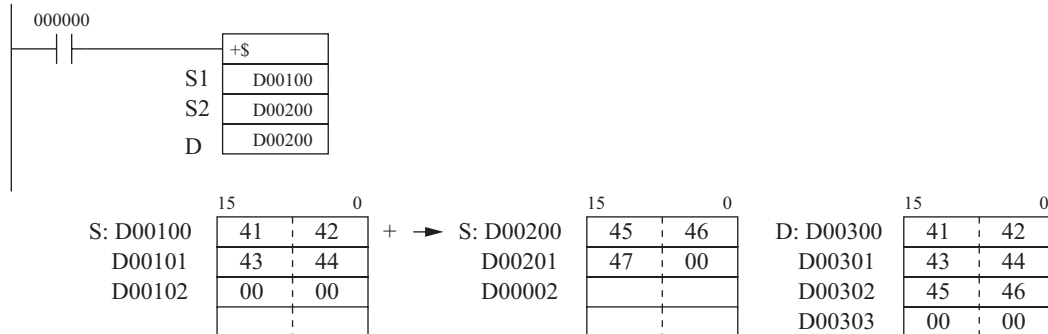 000000
+$
S1 D00100
S2 D00200
D D00200
15 0 15 0 15 0
S: D00100 41 42 + → S: D00200 45 46 D: D00300 41 42
D00101 43 44 D00201 47 00 D00301 43 44
D00102 00 00 D00002 D00302 45 46
D00303 00 00